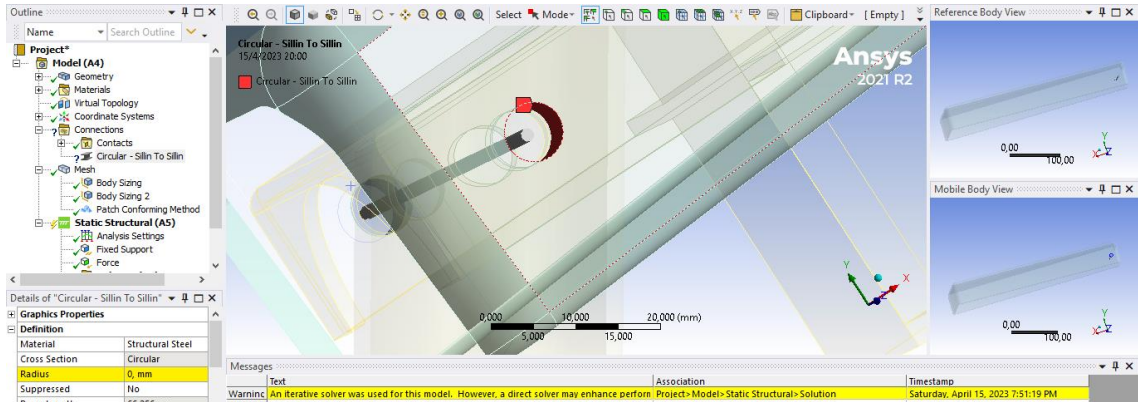 Outline
Name
Search Outline
Project*
Model (A4)
Geometry
Materials
Virtual Topology
Coordinate Systems
Connections
Contacts
Circular - Sillin To Sillin
Mesh
Body Sizing
Body Sizing 2
Patch Conforming Method
Static Structural (A5)
Analysis Settings
Fixed Support
Force
Details of "Circular - Sillin To Sillin"
Graphics Properties
Definition
Material Structural Steel
Cross Section Circular
Radius 0, mm
Suppressed No
Select Mode Clipboard [ Empty ]
Circular - Sillin To Sillin
15/4/2023 20:00
Circular - Sillin To Sillin
Ansys
2021 R2
Y
X
Z
0,000 10,000 20,000 (mm)
5,000 15,000
Reference Body View
0,00
100,00
Y
X
Z
Mobile Body View
0,00
100,00
Y
X
Z
Messages
Text Association Timestamp
Warning An iterative solver was used for this model. However, a direct solver may enhance perform Project>Model>Static Structural>Solution Saturday, April 15, 2023 7:51:19 PM